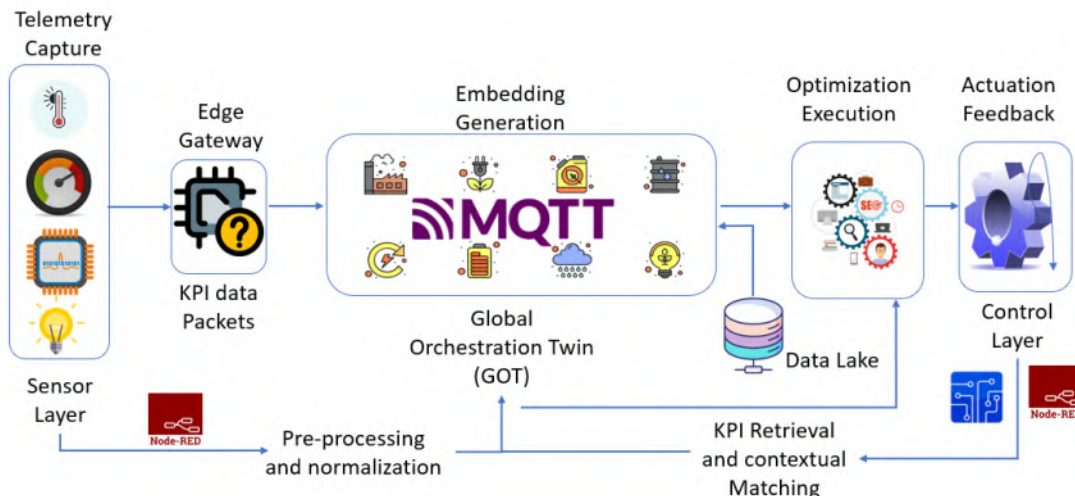 Telemetry
Capture
Edge
Gateway
KPI data
Packets
Embedding
Generation
MQTT
Optimization
Execution
SEO
Actuation
Feedback
Sensor
Layer
Global
Orchestration Twin
(GOT)
Data Lake
Control
Layer
Node-RED
Pre-processing
and normalization
KPI Retrieval
and contextual
Matching
Node-RED